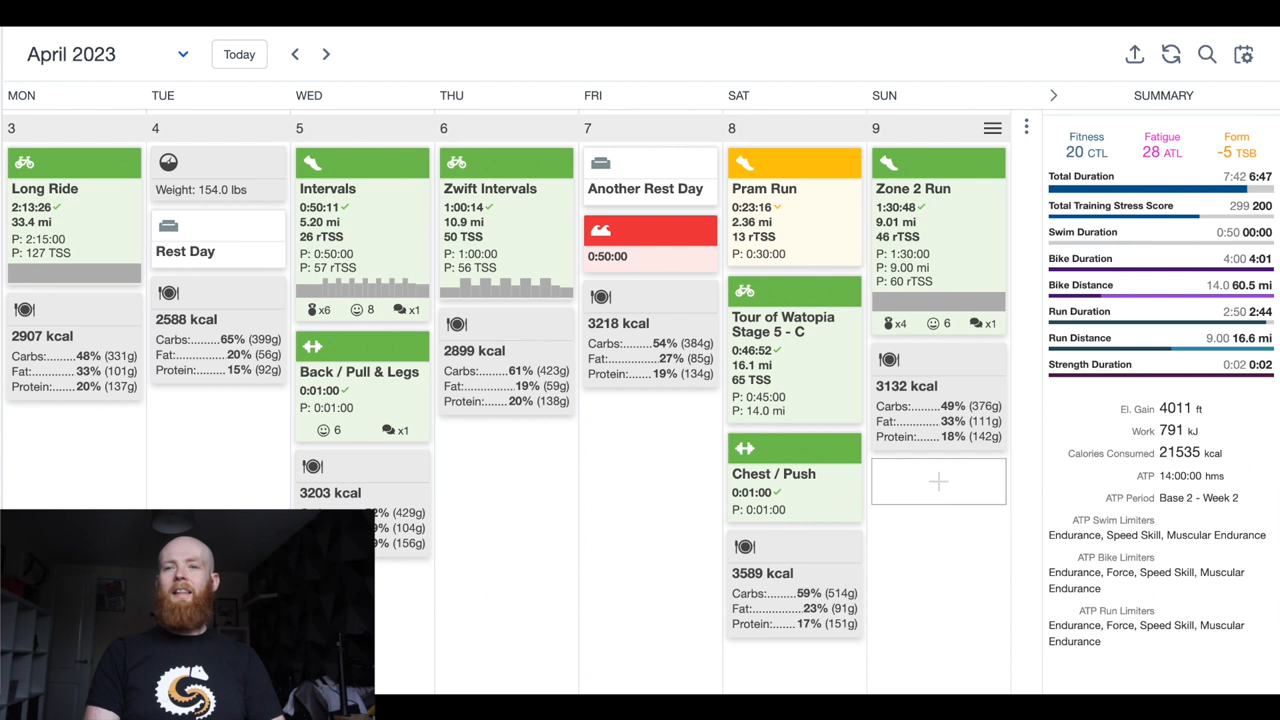 April 2023
Today
MON
TUE
WED
THU
FRI
SAT
SUN
SUMMARY
3
Long Ride
2:13:26
33.4 mi
P: 2:15:00
P: 127 TSS
2907 kcal
Carbs:..........48% (331g)
Fat:..............33% (101g)
Protein:.......20% (137g)
4
Weight: 154.0 lbs
Rest Day
2588 kcal
Carbs:..........65% (399g)
Fat:................20% (56g)
Protein:.........15% (92g)
5
Intervals
0:50:11
5.20 mi
26 rTSS
P: 0:50:00
P: 57 rTSS
x6 8 x1
Back / Pull & Legs
0:01:00
P: 0:01:00
6 x1
3203 kcal
(429g)
(104g)
(156g)
6
Zwift Intervals
1:00:14
10.9 mi
50 TSS
P: 1:00:00
P: 56 TSS
2899 kcal
Carbs:..........61% (423g)
Fat:................19% (59g)
Protein:.......20% (138g)
7
Another Rest Day
0:50:00
3218 kcal
Carbs:..........54% (384g)
Fat:................27% (85g)
Protein:.......19% (134g)
8
Pram Run
0:23:16
2.36 mi
13 rTSS
P: 0:30:00
Tour of Watopia
Stage 5 - C
0:46:52
16.1 mi
65 TSS
P: 0:45:00
P: 14.0 mi
Chest / Push
0:01:00
P: 0:01:00
3589 kcal
Carbs:.........59% (514g)
Fat:...............23% (91g)
Protein:...... 17% (151g)
9
Zone 2 Run
1:30:48
9.01 mi
46 rTSS
P: 1:30:00
P: 9.00 mi
P: 60 rTSS
x4 6 x1
3132 kcal
Carbs:.........49% (376g)
Fat:..............33% (111g)
Protein:.......18% (142g)
Fitness
20 CTL
Fatigue
28 ATL
Form
-5 TSB
Total Duration 7:42 6:47
Total Training Stress Score 299 200
Swim Duration 0:50 00:00
Bike Duration 4:00 4:01
Bike Distance 14.0 60.5 mi
Run Duration 2:50 2:44
Run Distance 9.00 16.6 mi
Strength Duration 0:02 0:02
El. Gain 4011 ft
Work 791 kJ
Calories Consumed 21535 kcal
ATP 14:00:00 hms
ATP Period Base 2 - Week 2
ATP Swim Limiters
Endurance, Speed Skill, Muscular Endurance
ATP Bike Limiters
Endurance, Force, Speed Skill, Muscular
Endurance
ATP Run Limiters
Endurance, Force, Speed Skill, Muscular
Endurance